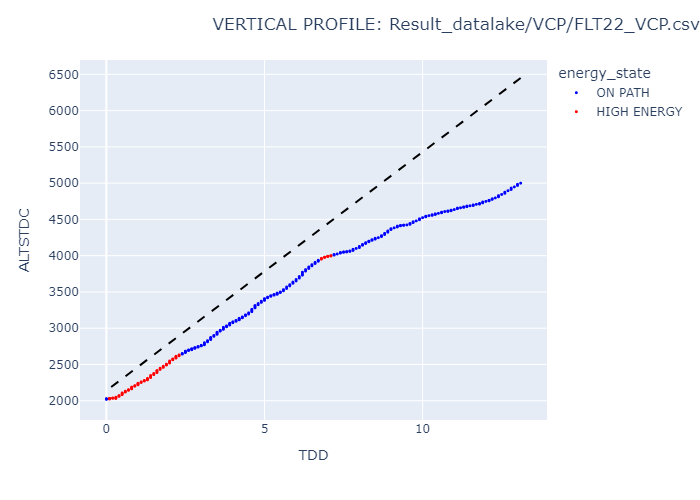 VERTICAL PROFILE: Result_datalake/VCP/FLT22_VCP.csv
energy_state
ON PATH
HIGH ENERGY
ALTSTDC
6500
6000
5500
5000
4500
4000
3500
3000
2500
2000
0
5
10
TDD